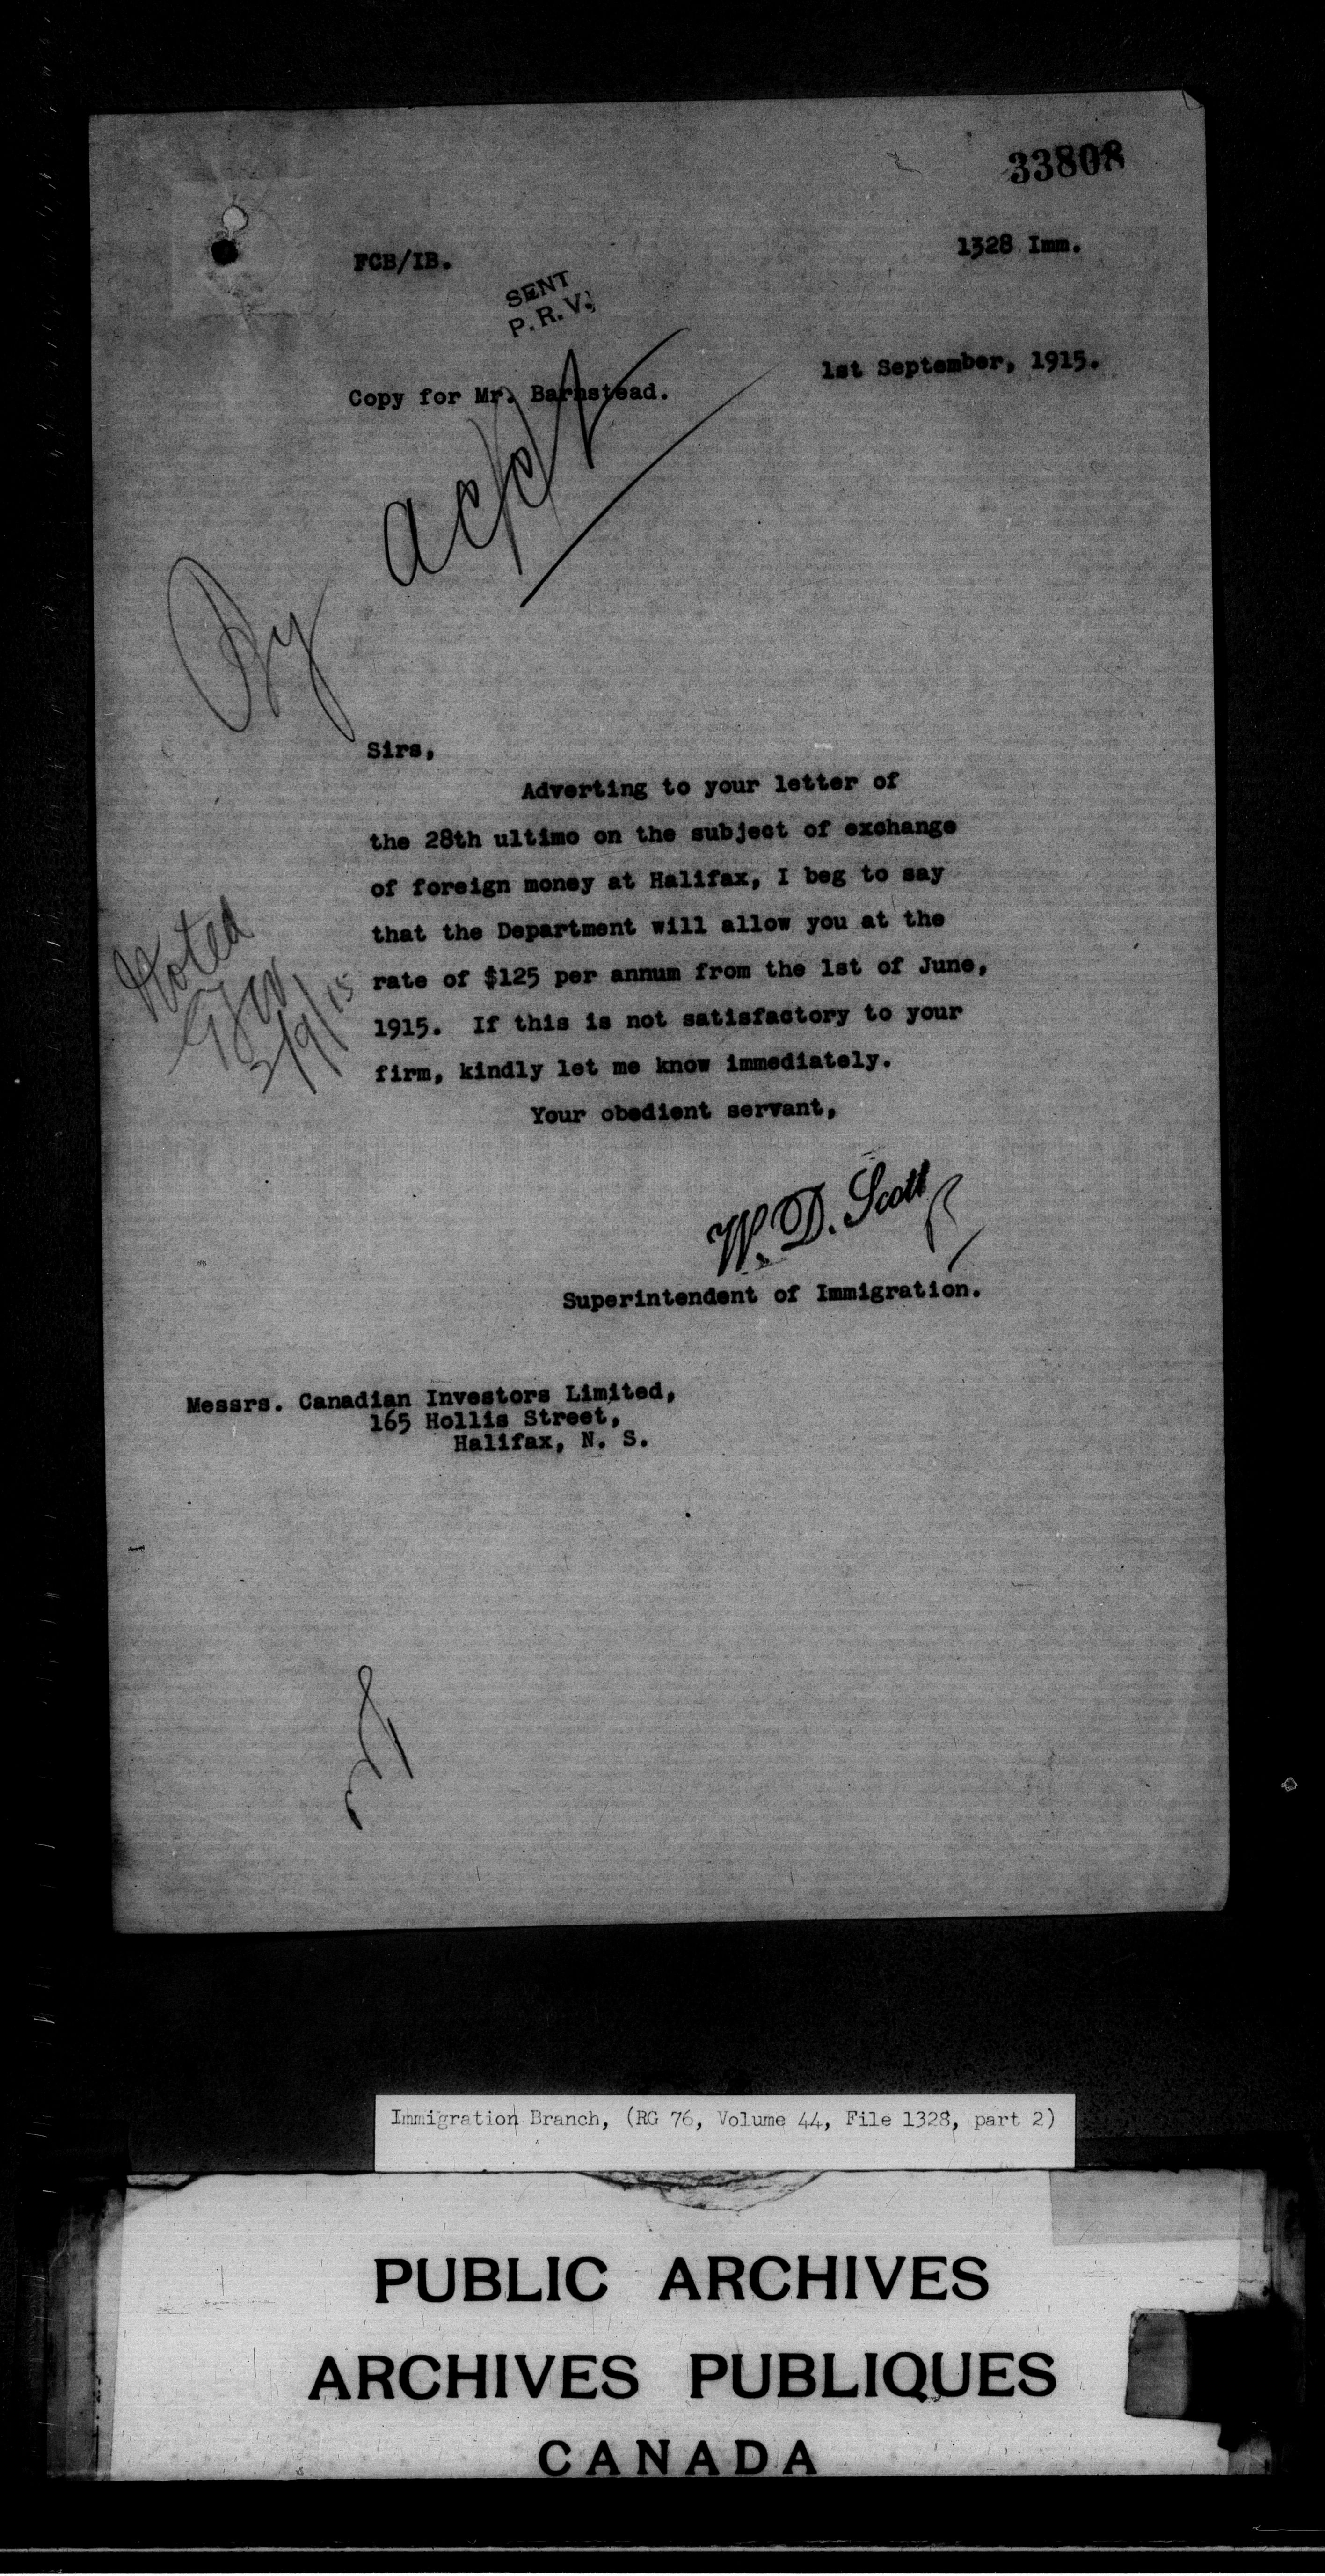 33808
1328 Imm.
FCB/IB.
SENT
P.R.V.
1st September, 1915.
Copy for Mr. Barnstead.
Sirs,
Adverting to your letter of
the 28th ultimo on the subject of exchange
of foreign money at Halifax, I beg to say
that the Department will allow you at the
rate of $125 per annum from the 1st of June,
1915. If this is not satisfactory to your
firm, kindly let me know immediately.
Noted
2/9/15
Your obedient servant,
W. D. Scott
Superintendent of Immigration.
Messrs. Canadian Investors Limited,
165 Hollis Street,
Halifax, N. S.
Immigration Branch, (RG 76, Volume 44, File 1328, part 2)
PUBLIC ARCHIVES
ARCHIVES PUBLIQUES
CANADA